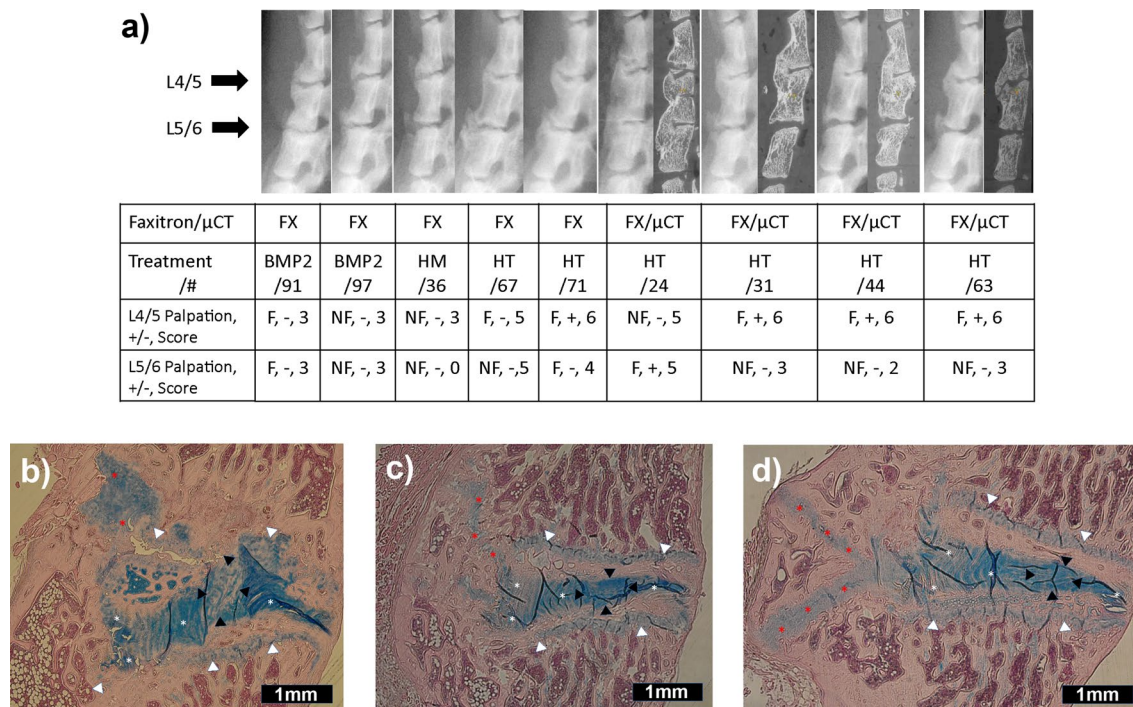 a)
L4/5
L5/6
Faxitron/µCT FX FX FX FX FX FX/µCT FX/µCT FX/µCT FX/µCT
Treatment BMP2 BMP2 HM HT HT HT HT HT HT
/# /91 /97 /36 /67 /71 /24 /31 /44 /63
L4/5 Palpation, F, -, 3 NF, -, 3 NF, -, 3 F, -, 5 F, +, 6 NF, -, 5 F, +, 6 F, +, 6 F, +, 6
+/-, Score
L5/6 Palpation, F, -, 3 NF, -, 3 NF, -, 0 NF, -,5 F, -, 4 F, +, 5 NF, -, 3 NF, -, 2 NF, -, 3
+/-, Score
b) c) d)
1mm 1mm 1mm